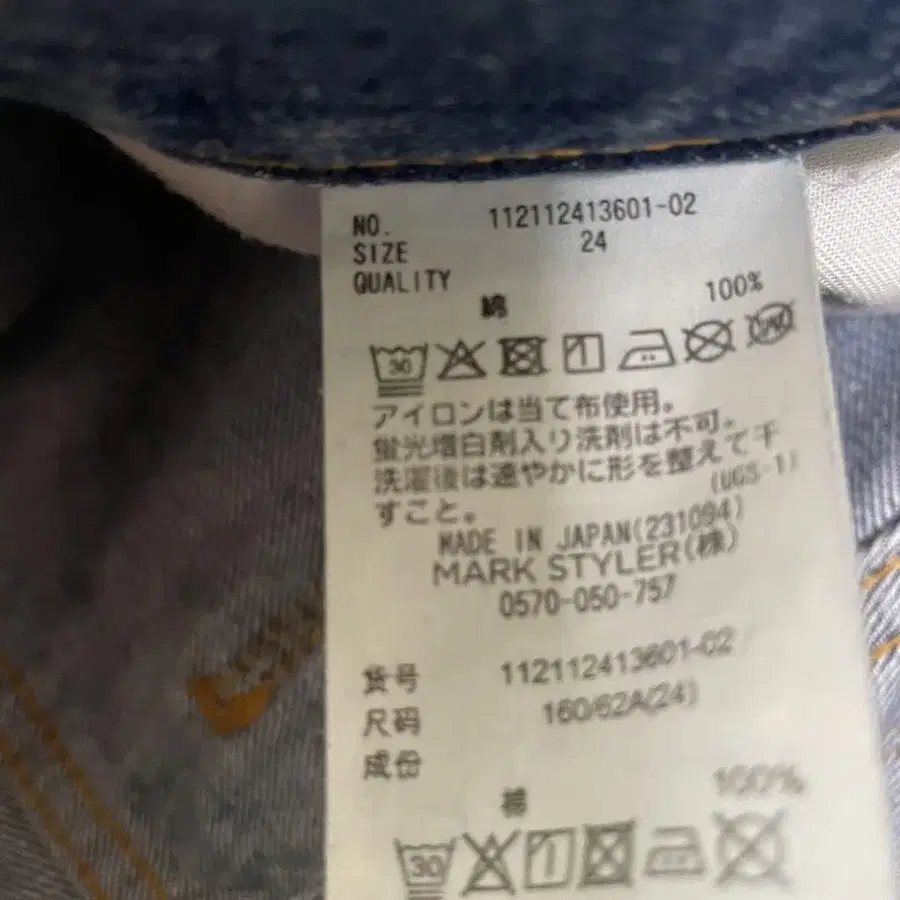 NO. 112112413601-02
SIZE 24
QUALITY
綿 100%
30
アイロンは当て布使用。
蛍光増白剤入り洗剤は不可。
洗濯後は速やかに形を整えて干
すこと。 (UGS-1)
MADE IN JAPAN(231094)
MARK STYLER(株)
0570-050-757
货号 112112413601-02
尺码 160/62A(24)
成份
棉 100%
30